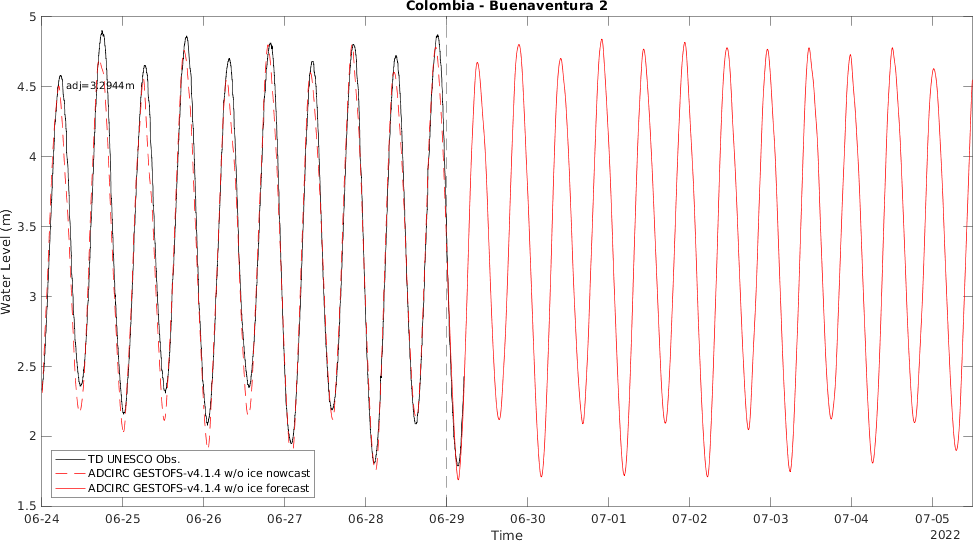 Colombia - Buenaventura 2
5
4.5
4
3.5
3
2.5
2
1.5
Water Level (m)
adj=3.2944m
TD UNESCO Obs.
ADCIRC GESTOFS-v4.1.4 w/o ice nowcast
ADCIRC GESTOFS-v4.1.4 w/o ice forecast
06-24 06-25 06-26 06-27 06-28 06-29 06-30 07-01 07-02 07-03 07-04 07-05
Time
2022